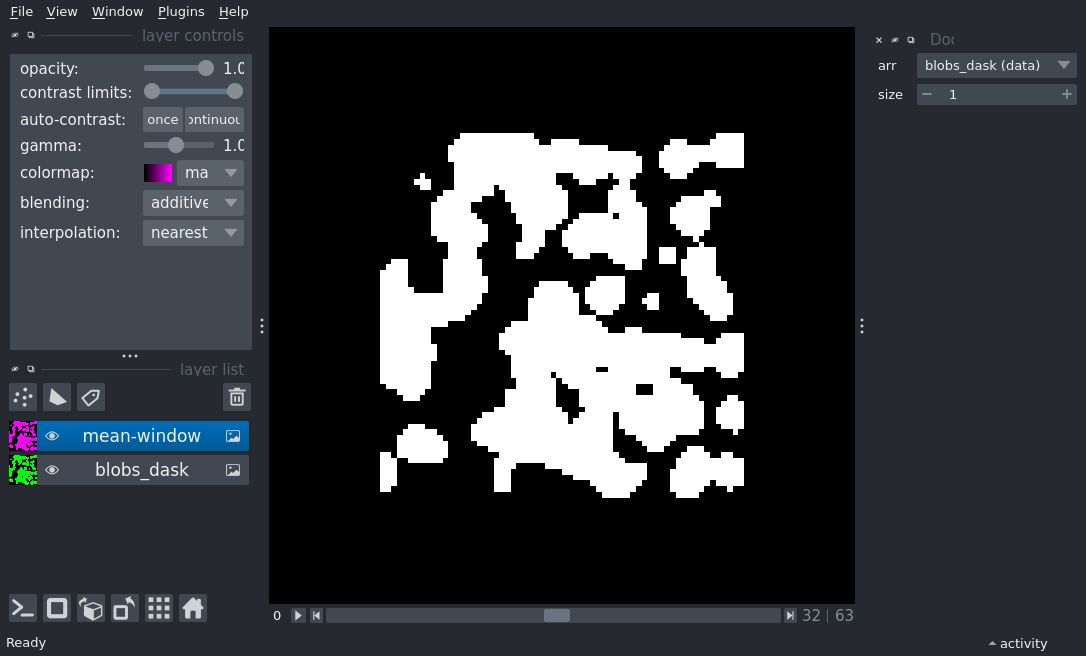 File View Window Plugins Help
layer controls
opacity: 1.0
contrast limits:
auto-contrast: once
gamma: 1.0
colormap: ma
blending: additive
interpolation: nearest
layer list
mean-window
blobs_dask
arr blobs_dask (data)
size 1
0 32 | 63
Ready
activity